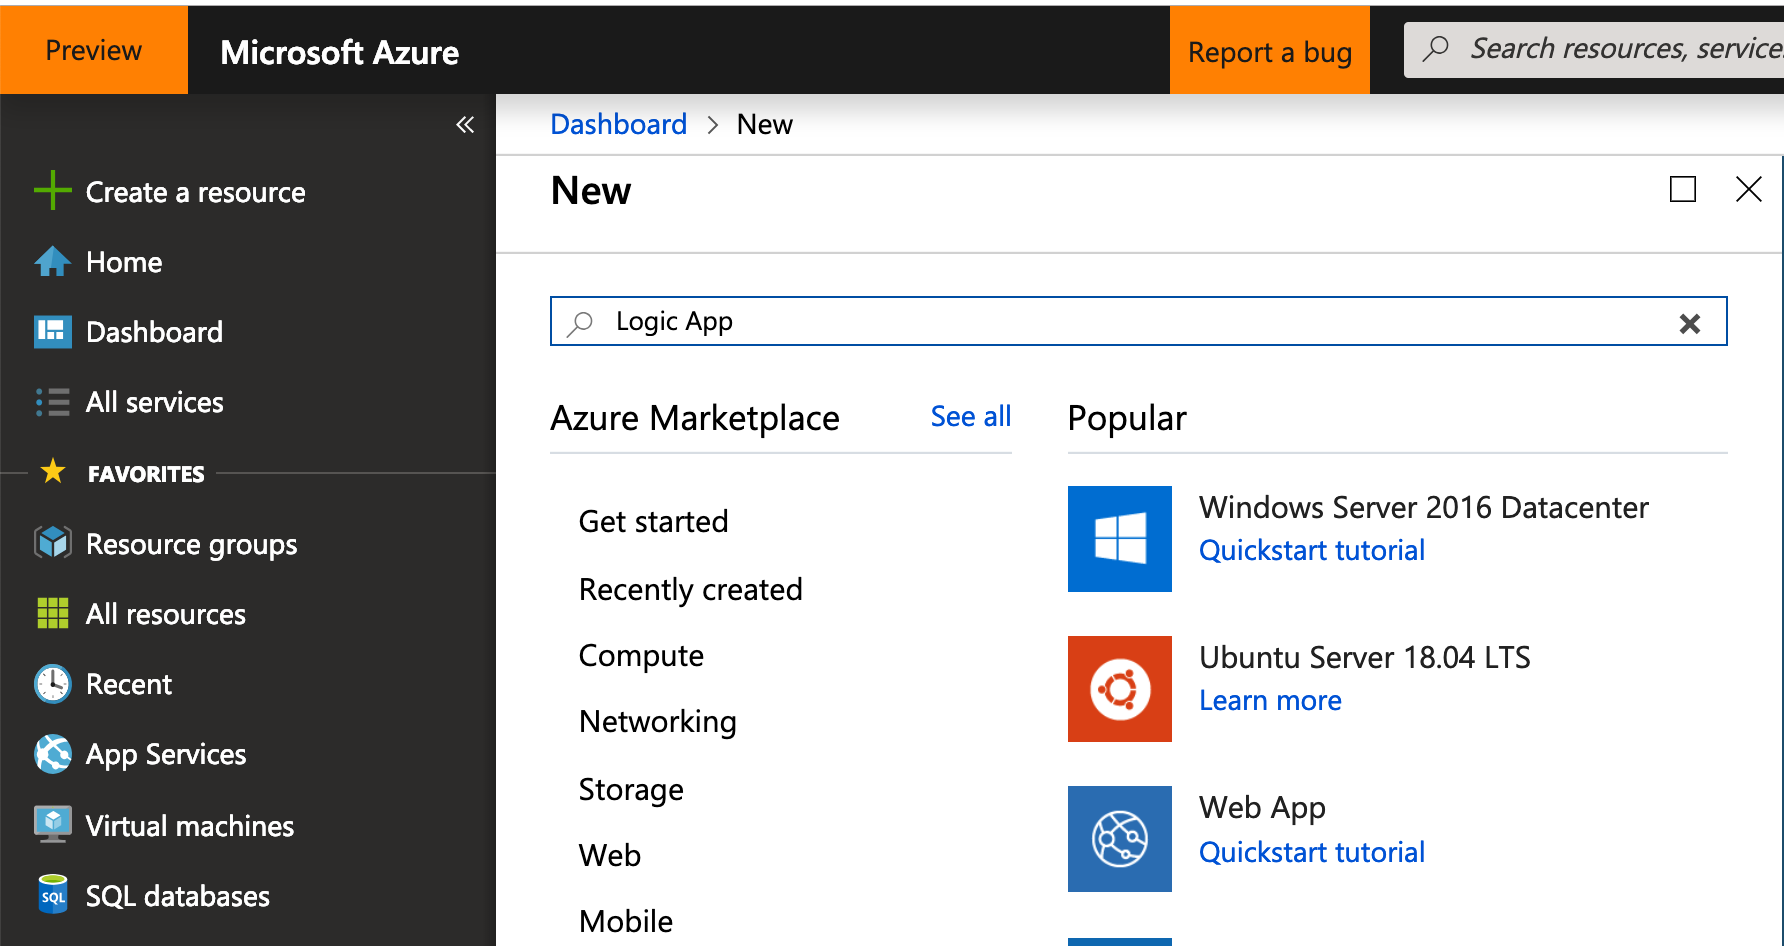 Preview
Microsoft Azure
Report a bug
Search resources, service
Dashboard > New
New
Create a resource
Home
Dashboard
All services
FAVORITES
Resource groups
All resources
Recent
App Services
Virtual machines
SQL
SQL databases
Logic App
Azure Marketplace
See all
Get started
Recently created
Compute
Networking
Storage
Web
Mobile
Popular
Windows Server 2016 Datacenter
Quickstart tutorial
Ubuntu Server 18.04 LTS
Learn more
Web App
Quickstart tutorial